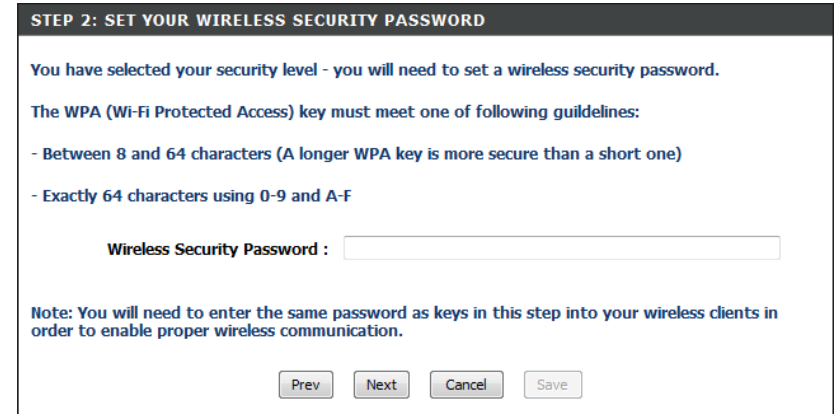 STEP 2: SET YOUR WIRELESS SECURITY PASSWORD
You have selected your security level - you will need to set a wireless security password.
The WPA (Wi-Fi Protected Access) key must meet one of following guildelines:
- Between 8 and 64 characters (A longer WPA key is more secure than a short one)
- Exactly 64 characters using 0-9 and A-F
Wireless Security Password :
Note: You will need to enter the same password as keys in this step into your wireless clients in
order to enable proper wireless communication.
Prev Next Cancel Save